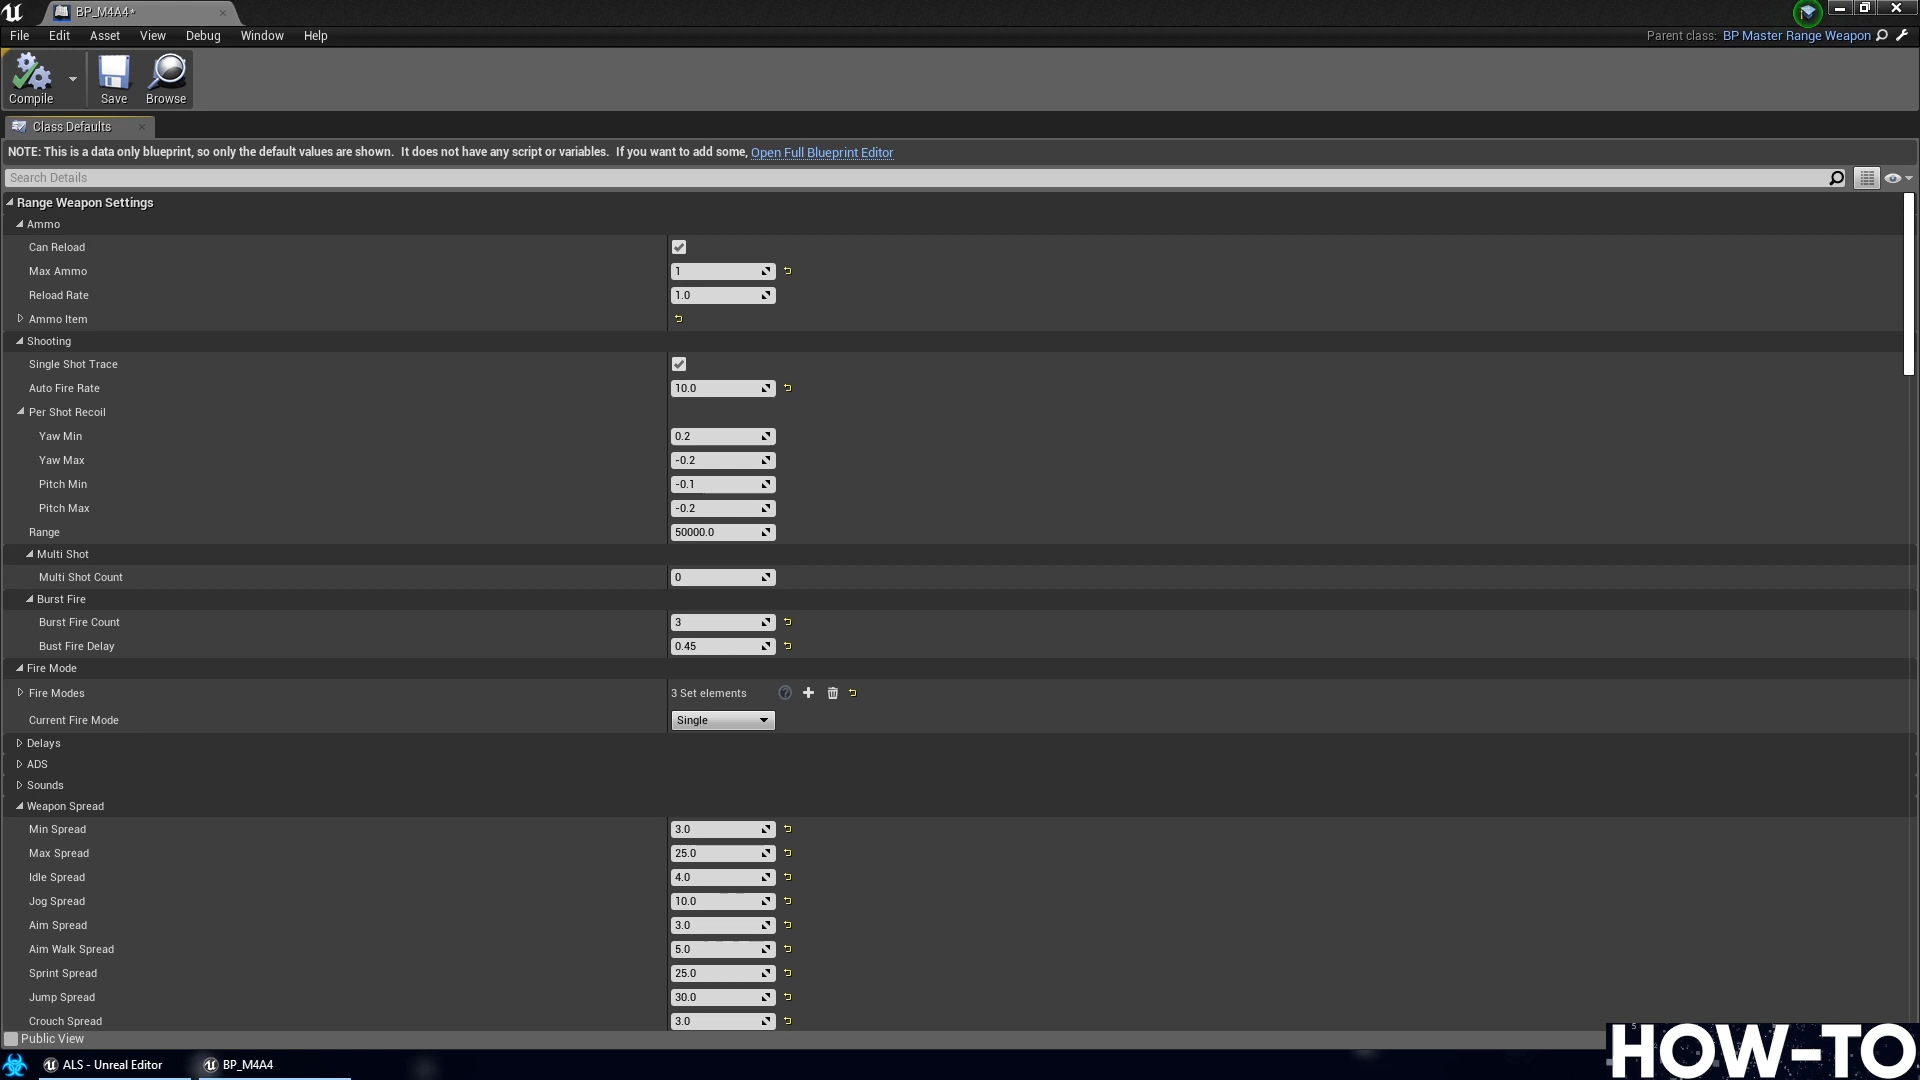 BP_M4A4*
File Edit Asset View Debug Window Help
Parent class: BP Master Range Weapon
Compile Save Browse
Class Defaults
NOTE: This is a data only blueprint, so only the default values are shown. It does not have any script or variables. If you want to add some, Open Full Blueprint Editor
Search Details
Range Weapon Settings
Ammo
Can Reload
Max Ammo 1
Reload Rate 1.0
Ammo Item
Shooting
Single Shot Trace
Auto Fire Rate 10.0
Per Shot Recoil
Yaw Min 0.2
Yaw Max -0.2
Pitch Min -0.1
Pitch Max -0.2
Range 50000.0
Multi Shot
Multi Shot Count 0
Burst Fire
Burst Fire Count 3
Bust Fire Delay 0.45
Fire Mode
Fire Modes 3 Set elements
Current Fire Mode Single
Delays
ADS
Sounds
Weapon Spread
Min Spread 3.0
Max Spread 25.0
Idle Spread 4.0
Jog Spread 10.0
Aim Spread 3.0
Aim Walk Spread 5.0
Sprint Spread 25.0
Jump Spread 30.0
Crouch Spread 3.0
Public View
ALS - Unreal Editor BP_M4A4
HOW-TO